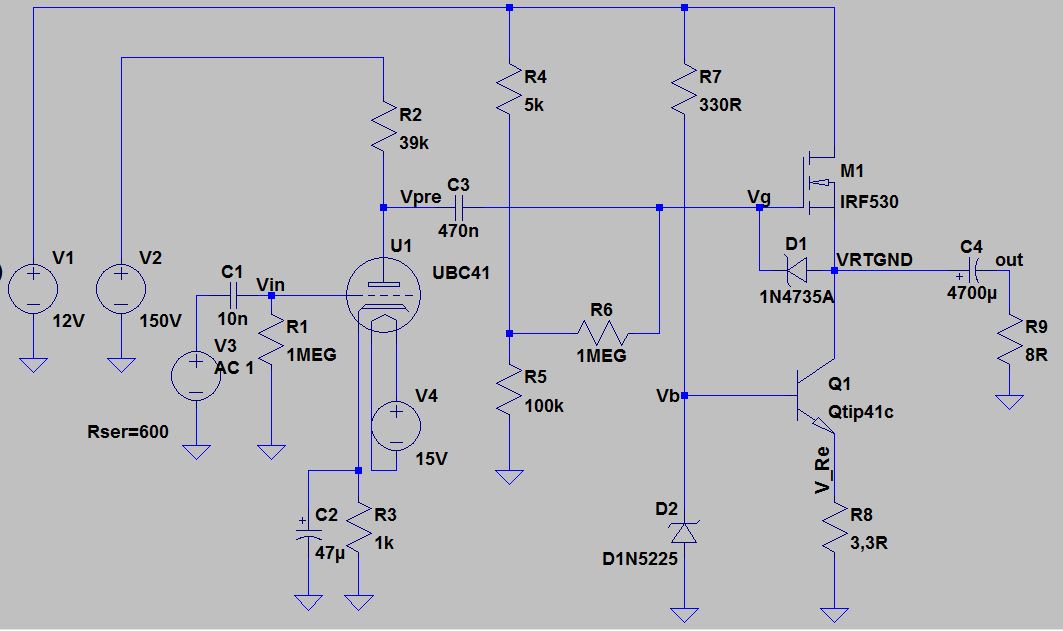 R4
5k
R7
330R
R2
39k
M1
IRF530
Vpre
C3
470n
Vg
U1
UBC41
D1
1N4735A
VRTGND
C4
4700µ
out
V1
12V
V2
150V
C1
10n
Vin
R1
1MEG
V3
AC 1
Rser=600
R6
1MEG
R9
8R
R5
100k
V4
15V
Vb
Q1
Qtip41c
V_Re
C2
47µ
R3
1k
D2
D1N5225
R8
3,3R